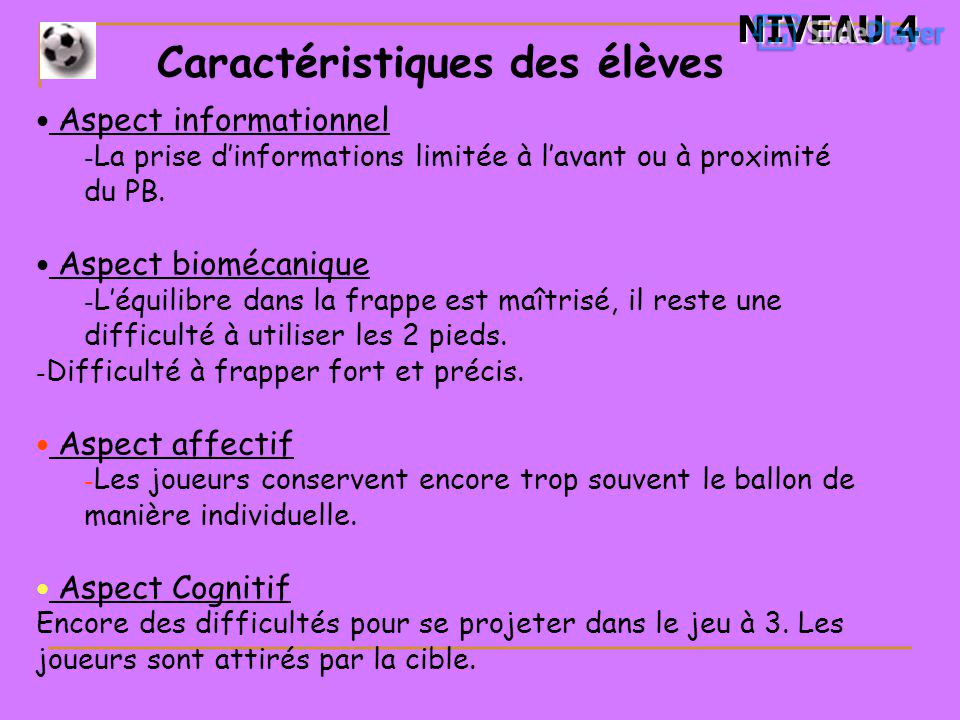 NIVEAU 4
SlidePlayer
Caractéristiques des élèves
• Aspect informationnel
-La prise d’informations limitée à l’avant ou à proximité
du PB.
• Aspect biomécanique
-L’équilibre dans la frappe est maîtrisé, il reste une
difficulté à utiliser les 2 pieds.
-Difficulté à frapper fort et précis.
• Aspect affectif
-Les joueurs conservent encore trop souvent le ballon de
manière individuelle.
• Aspect Cognitif
Encore des difficultés pour se projeter dans le jeu à 3. Les
joueurs sont attirés par la cible.